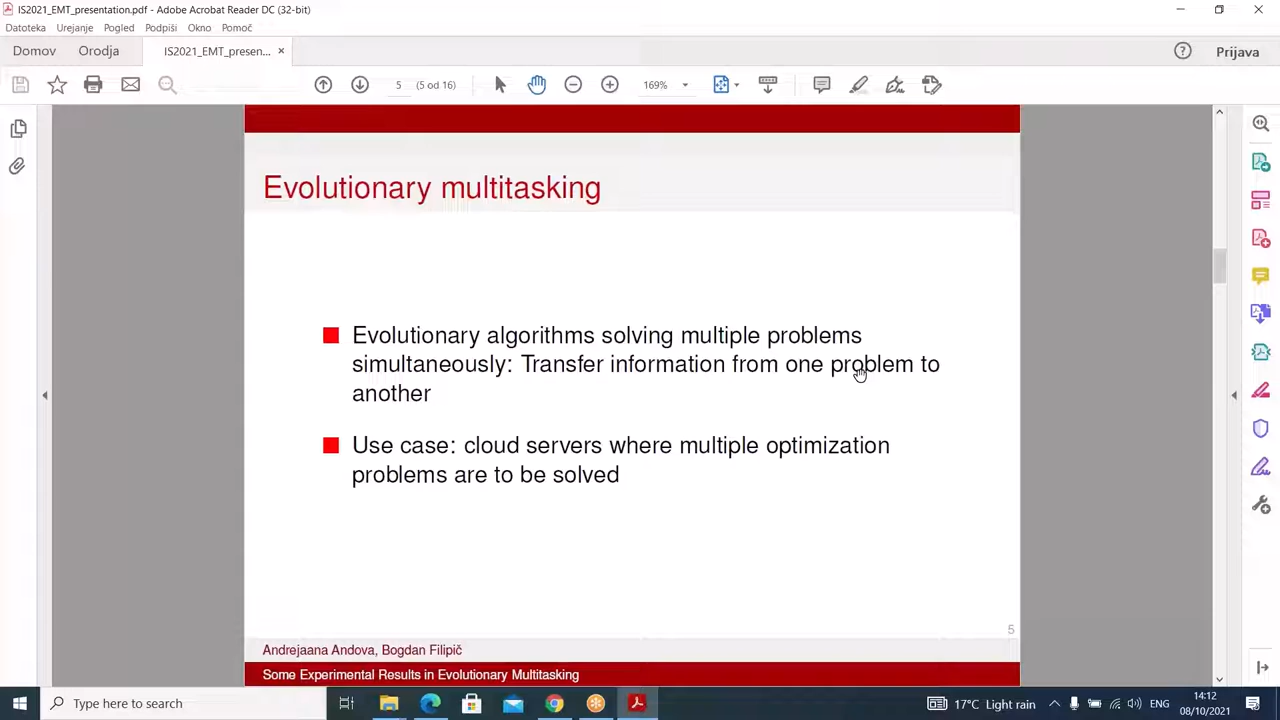 IS2021_EMT_presentation.pdf - Adobe Acrobat Reader DC (32-bit)
Datoteka Urejanje Pogled Podpiši Okno Pomoč
Domov Orodja IS2021_EMT_presen... × Prijava
5 (5 od 16) 169%
Evolutionary multitasking
Evolutionary algorithms solving multiple problems
simultaneously: Transfer information from one problem to
another
Use case: cloud servers where multiple optimization
problems are to be solved
5
Andrejaana Andova, Bogdan Filipič
Some Experimental Results in Evolutionary Multitasking
Type here to search 17°C Light rain ENG 14:12
08/10/2021